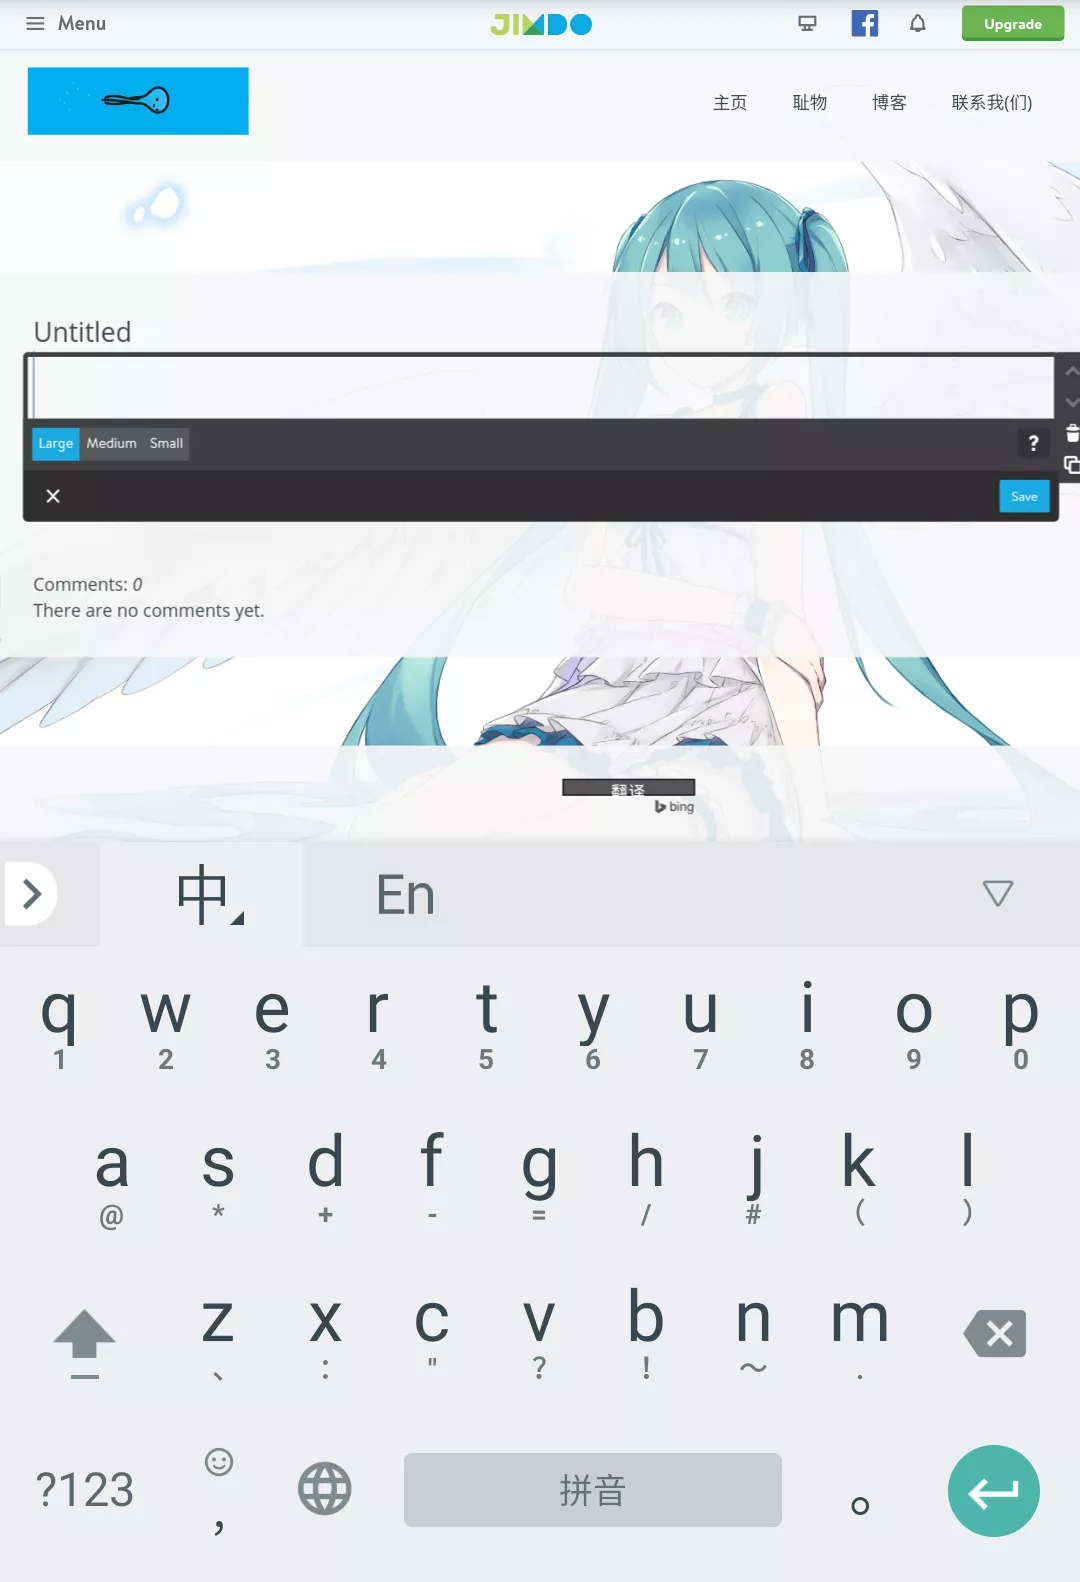 Menu
JIMDO
Upgrade
主页 耻物 博客 联系我(们)
Untitled
Large Medium Small
?
Save
Comments: 0
There are no comments yet.
翻译
bing
中 En
q w e r t y u i o p
1 2 3 4 5 6 7 8 9 0
a s d f g h j k l
@ * + - = / # ( )
z x c v b n m
、 : " ? ! ～ .
?123 , 拼音 。